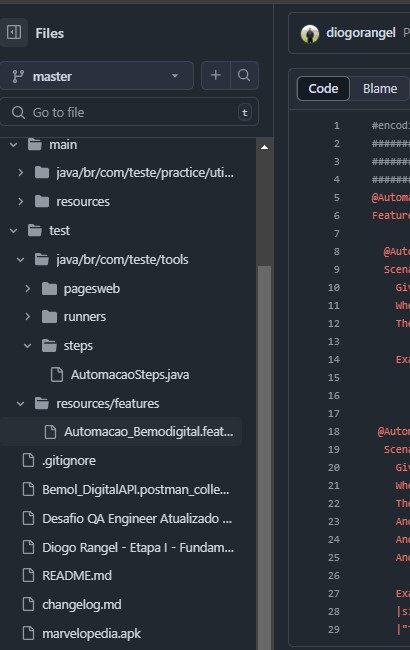 Files
master
Go to file
t
main
java/br/com/teste/practice/uti...
resources
test
java/br/com/teste/tools
pagesweb
runners
steps
AutomacaoSteps.java
resources/features
Automacao_Bemodigital.feat...
.gitignore
Bemol_DigitalAPI.postman_colle...
Desafio QA Engineer Atualizado ...
Diogo Rangel - Etapa I - Fundam...
README.md
changelog.md
marvelopedia.apk
diogorangel P
Code Blame
1 #encodi
2 #######
3 #######
4 #######
5 @Automa
6 Feature
7
8 @Auto
9 Scena
10 Giv
11 Whe
12 The
13
14 Exa
15
16
17
18 @Autom
19 Scena
20 Giv
21 Whe
22 The
23 And
24 And
25 And
26
27 Exa
28 |si
29 |"T